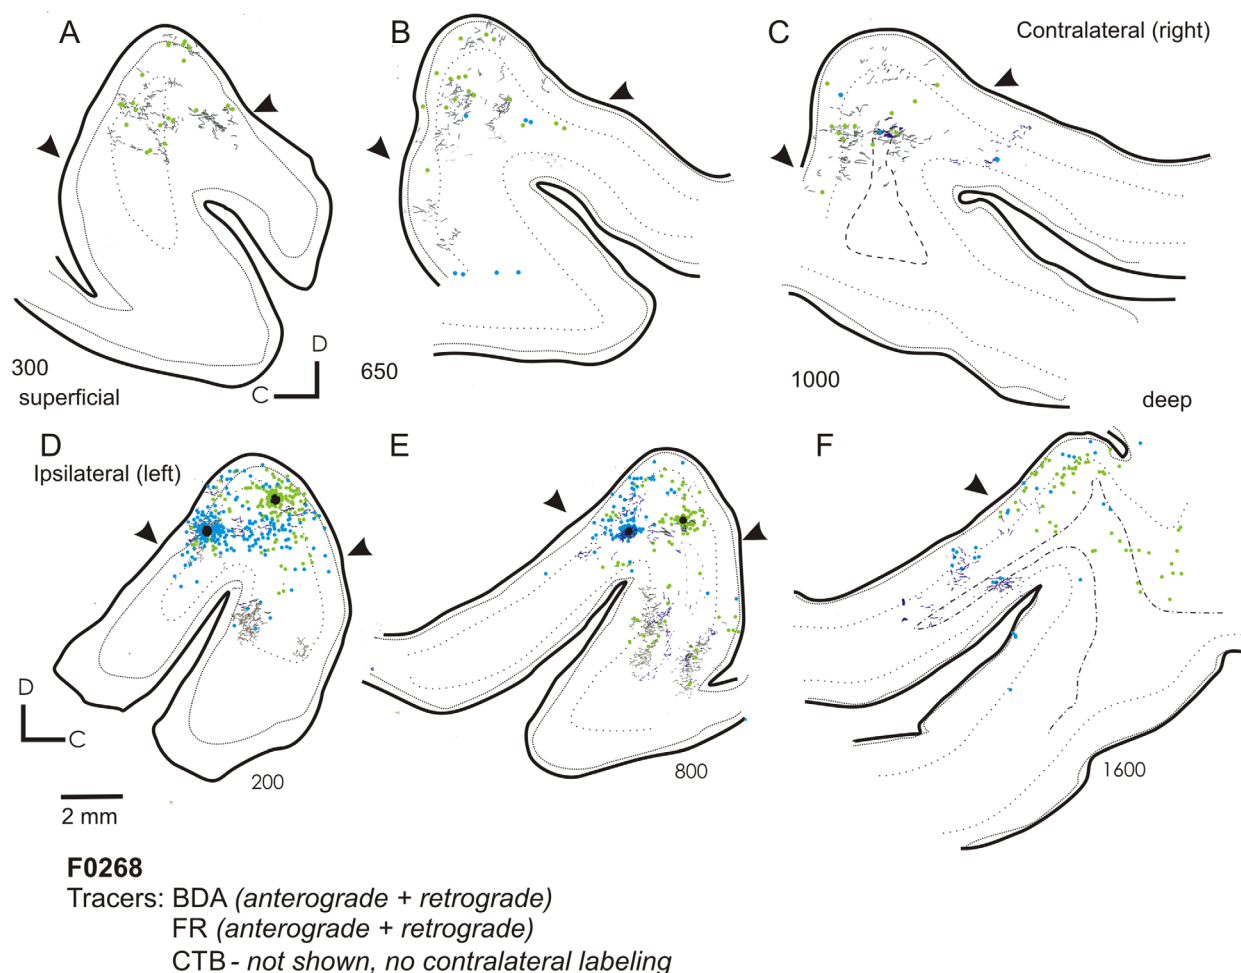 A
B
C
Contralateral (right)
D
C
300
superficial
650
1000
deep
D
E
F
Ipsilateral (left)
D
C
200
800
1600
2 mm
F0268
Tracers: BDA (anterograde + retrograde)
FR (anterograde + retrograde)
CTB - not shown, no contralateral labeling